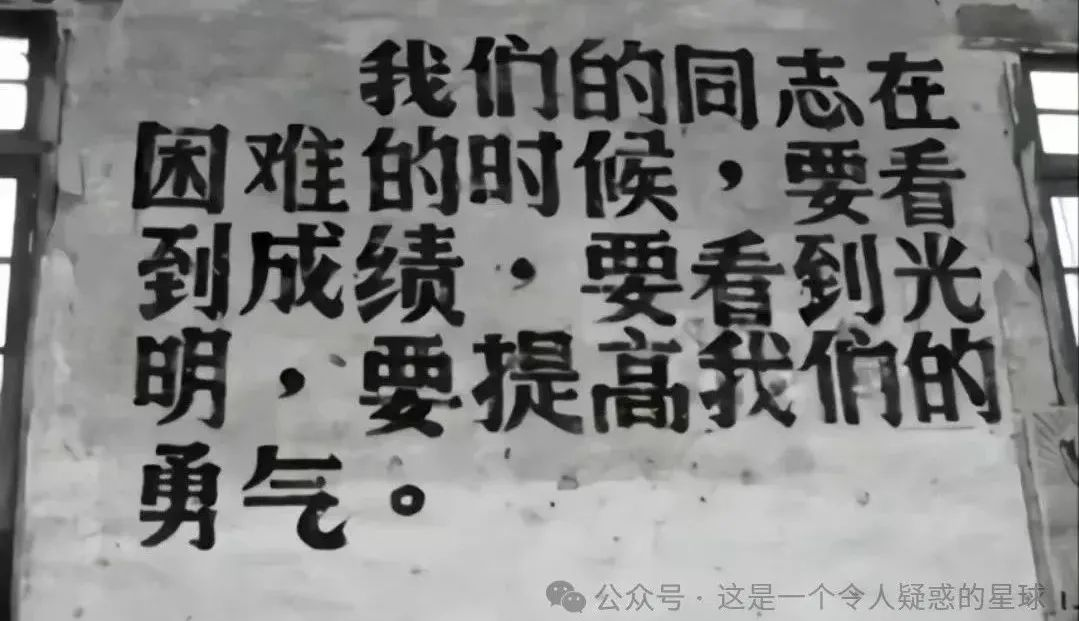 我们的同志在
困难的时候，要看
到成绩，要看到光
明，要提高我们的
勇气。
公众号·这是一个令人疑惑的星球